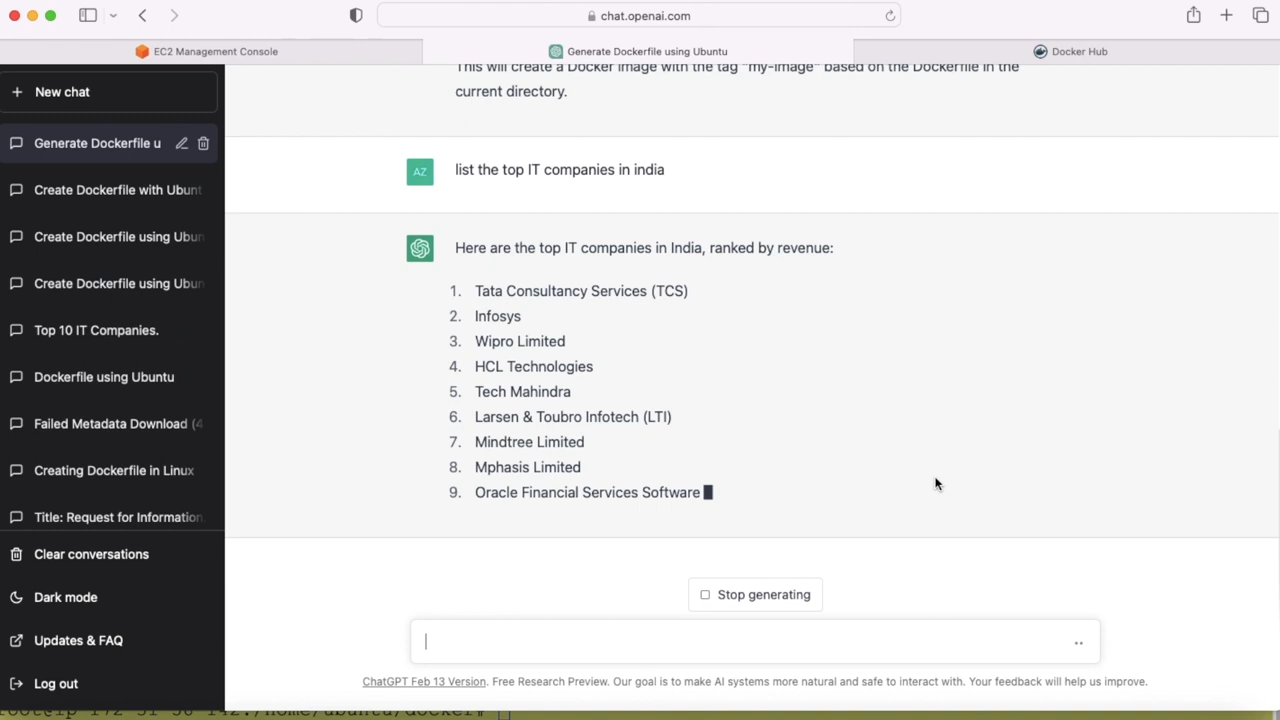 chat.openai.com
EC2 Management Console
Generate Dockerfile using Ubuntu
Docker Hub
New chat
Generate Dockerfile u
Create Dockerfile with Ubunt
Create Dockerfile using Ubun
Create Dockerfile using Ubun
Top 10 IT Companies.
Dockerfile using Ubuntu
Failed Metadata Download (4
Creating Dockerfile in Linux
Title: Request for Information
Clear conversations
Dark mode
Updates & FAQ
Log out
This will create a Docker image with the tag "my-image" based on the Dockerfile in the
current directory.
AZ
list the top IT companies in india
Here are the top IT companies in India, ranked by revenue:
1. Tata Consultancy Services (TCS)
2. Infosys
3. Wipro Limited
4. HCL Technologies
5. Tech Mahindra
6. Larsen & Toubro Infotech (LTI)
7. Mindtree Limited
8. Mphasis Limited
9. Oracle Financial Services Software
Stop generating
ChatGPT Feb 13 Version. Free Research Preview. Our goal is to make AI systems more natural and safe to interact with. Your feedback will help us improve.